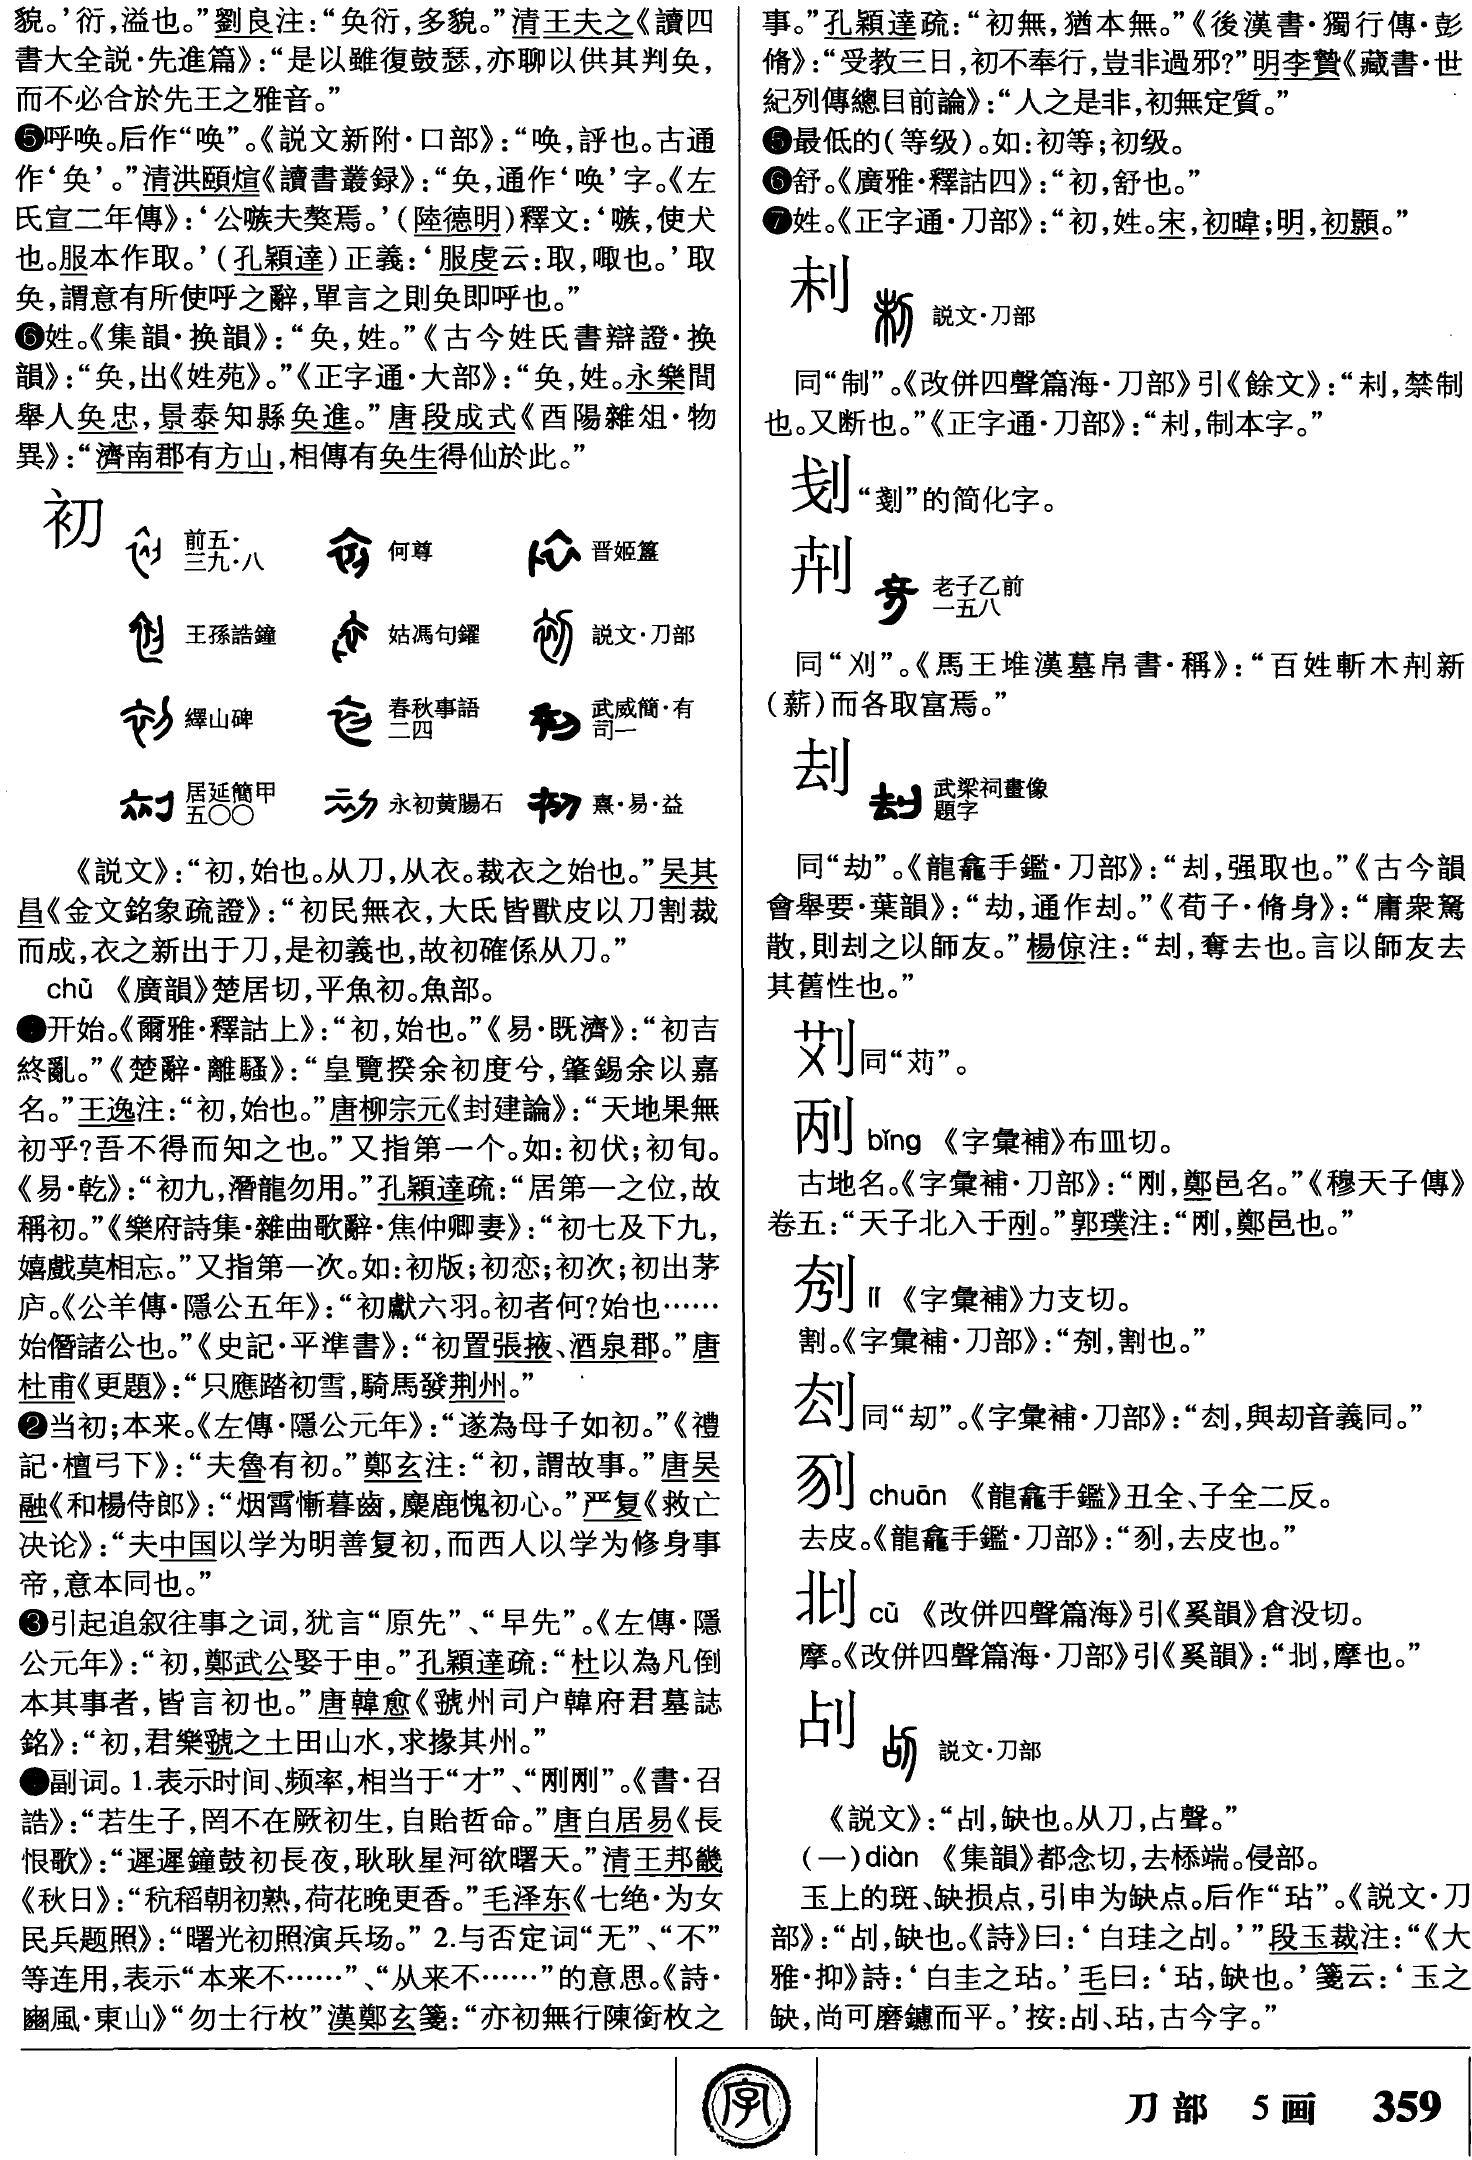 貌。’衍,溢也。”劉良注:“奂衍,多貌。”清王夫之《讀四
書大全説·先進篇》:“是以雖復鼓瑟,亦聊以供其判奂,
而不必合於先王之雅音。”
❺呼唤。后作“唤”。《説文新附·口部》:“唤,評也。古通
作‘奂’。”清洪頤煊《讀書叢録》:“奂,通作‘唤’字。《左
氏宣二年傳》:‘公嗾夫獒焉。’(陸德明)釋文:‘嗾,使犬
也。服本作取。’(孔穎達)正義:‘服虔云:取,嗾也。’取
奂,謂意有所使呼之辭,單言之則奂即呼也。”
❻姓。《集韻·换韻》:“奂,姓。”《古今姓氏書辯證·换
韻》:“奂,出《姓苑》。”《正字通·大部》:“奂,姓。永樂間
舉人奂忠,景泰知縣奂進。”唐段成式《酉陽雜俎·物
異》:“濟南郡有方山,相傳有奂生得仙於此。”
初
前五·三九·八 何尊 晋姬簋
王孫誥鐘 姑馮句鑃 説文·刀部
繹山碑 春秋事語二四 武威簡·有司一
居延簡甲五〇〇 永初黄腸石 熹·易·益
《説文》:“初,始也。从刀,从衣。裁衣之始也。”吴其
昌《金文銘象疏證》:“初民無衣,大氐皆獸皮以刀割裁
而成,衣之新出于刀,是初義也,故初確係从刀。”
chū 《廣韻》楚居切,平魚初。魚部。
❶开始。《爾雅·釋詁上》:“初,始也。”《易·既濟》:“初吉
終亂。”《楚辭·離騷》:“皇覽揆余初度兮,肇錫余以嘉
名。”王逸注:“初,始也。”唐柳宗元《封建論》:“天地果無
初乎?吾不得而知之也。”又指第一个。如:初伏;初旬。
《易·乾》:“初九,潛龍勿用。”孔穎達疏:“居第一之位,故
稱初。”《樂府詩集·雜曲歌辭·焦仲卿妻》:“初七及下九,
嬉戲莫相忘。”又指第一次。如:初版;初恋;初次;初出茅
庐。《公羊傳·隱公五年》:“初獻六羽。初者何?始也……
始僭諸公也。”《史記·平準書》:“初置張掖、酒泉郡。”唐
杜甫《更題》:“只應踏初雪,騎馬發荆州。”
❷当初;本来。《左傳·隱公元年》:“遂為母子如初。”《禮
記·檀弓下》:“夫魯有初。”鄭玄注:“初,謂故事。”唐吴
融《和楊侍郎》:“烟霄慚暮齒,麋鹿愧初心。”严复《救亡
决论》:“夫中国以学为明善复初,而西人以学为修身事
帝,意本同也。”
❸引起追叙往事之词,犹言“原先”、“早先”。《左傳·隱
公元年》:“初,鄭武公娶于申。”孔穎達疏:“杜以為凡倒
本其事者,皆言初也。”唐韓愈《虢州司户韓府君墓誌
銘》:“初,君樂虢之土田山水,求掾其州。”
❹副词。1.表示时间、频率,相当于“才”、“刚刚”。《書·召
誥》:“若生子,罔不在厥初生,自貽哲命。”唐白居易《長
恨歌》:“遲遲鐘鼓初長夜,耿耿星河欲曙天。”清王邦畿
《秋日》:“秔稻朝初熟,荷花晚更香。”毛泽东《七绝·为女
民兵题照》:“曙光初照演兵场。”2.与否定词“无”、“不”
等连用,表示“本来不……”、“从来不……”的意思。《詩·
豳風·東山》“勿士行枚”漢鄭玄箋:“亦初無行陳銜枚之
事。”孔穎達疏:“初無,猶本無。”《後漢書·獨行傳·彭
脩》:“受教三日,初不奉行,豈非過邪?”明李贄《藏書·世
紀列傳總目前論》:“人之是非,初無定質。”
❺最低的(等级)。如:初等;初级。
❻舒。《廣雅·釋詁四》:“初,舒也。”
❼姓。《正字通·刀部》:“初,姓。宋,初暐;明,初顥。”
𠛐 説文·刀部
同“制”。《改併四聲篇海·刀部》引《餘文》:“𠛐,禁制
也。又断也。”《正字通·刀部》:“𠛐,制本字。”
刬 “剗”的简化字。
老子乙前一五八
同“刈”。《馬王堆漢墓帛書·稱》:“百姓斬木新
(薪)而各取富焉。”
刦 武梁祠畫像題字
同“劫”。《龍龕手鑑·刀部》:“刦,强取也。”《古今韻
會舉要·葉韻》:“劫,通作刦。”《荀子·脩身》:“庸衆駑
散,則刦之以師友。”楊倞注:“刦,奪去也。言以師友去
其舊性也。”
同“苅”。
bǐng 《字彙補》布皿切。
古地名。《字彙補·刀部》:“,鄭邑名。”《穆天子傳》
卷五:“天子北入于。”郭璞注:“,鄭邑也。”
lí 《字彙補》力支切。
割。《字彙補·刀部》:“,割也。”
刧 同“劫”。《字彙補·刀部》:“,與劫音義同。”
chuān 《龍龕手鑑》丑全、子全二反。
去皮。《龍龕手鑑·刀部》:“,去皮也。”
cǔ 《改併四聲篇海》引《奚韻》倉没切。
摩。《改併四聲篇海·刀部》引《奚韻》:“,摩也。”
刮 説文·刀部
《説文》:“㓠,缺也。从刀,占聲。”
(一)diàn 《集韻》都念切,去㮇端。侵部。
玉上的斑、缺损点,引申为缺点。后作“玷”。《説文·刀
部》:“㓠,缺也。《詩》曰:‘白珪之㓠。’”段玉裁注:“《大
雅·抑》詩:‘白圭之玷。’毛曰:‘玷,缺也。’箋云:‘玉之
缺,尚可磨鑢而平。’按:㓠、玷,古今字。”
字
刀部 5画 359